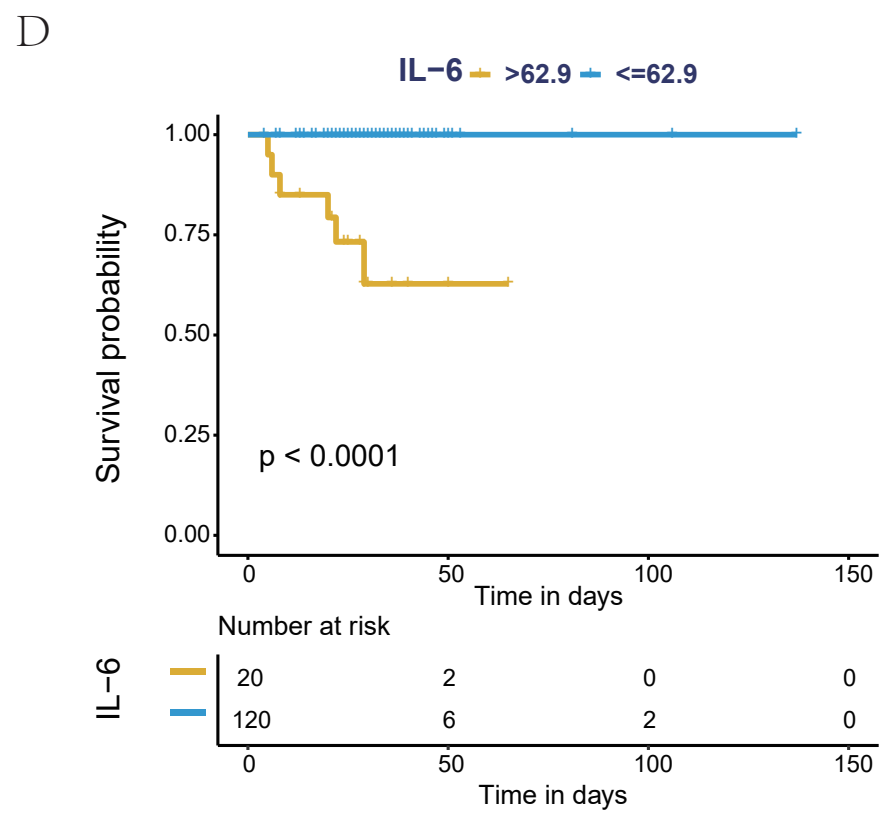 D
IL−6 >62.9 <=62.9
1.00
0.75
0.50
0.25
0.00
Survival probability
p < 0.0001
0 50 100 150
Time in days
Number at risk
IL−6
20 2 0 0
120 6 2 0
0 50 100 150
Time in days